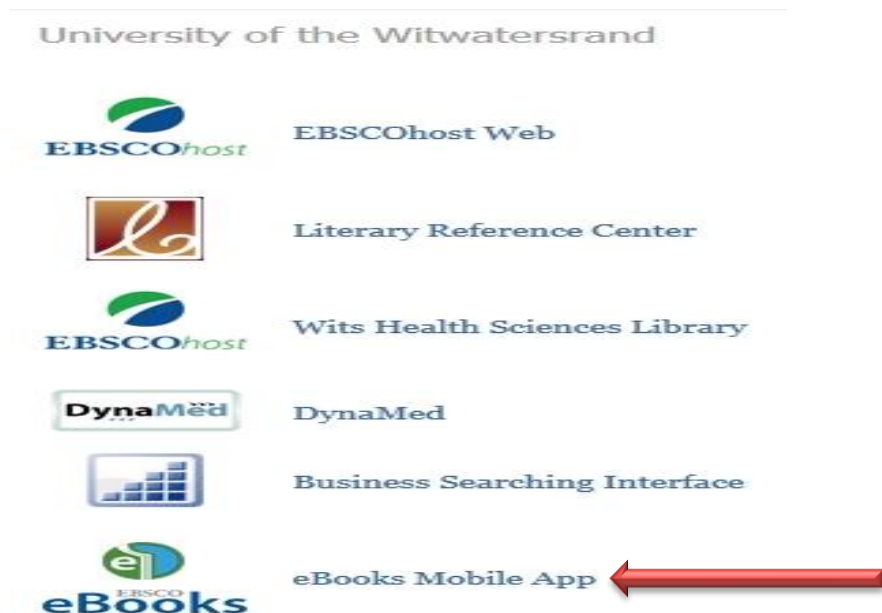 University of the Witwatersrand
EBSCOhost
EBSCOhost Web
Literary Reference Center
EBSCOhost
Wits Health Sciences Library
DynaMed
DynaMed
Business Searching Interface
e
EBSCO
eBooks
eBooks Mobile App